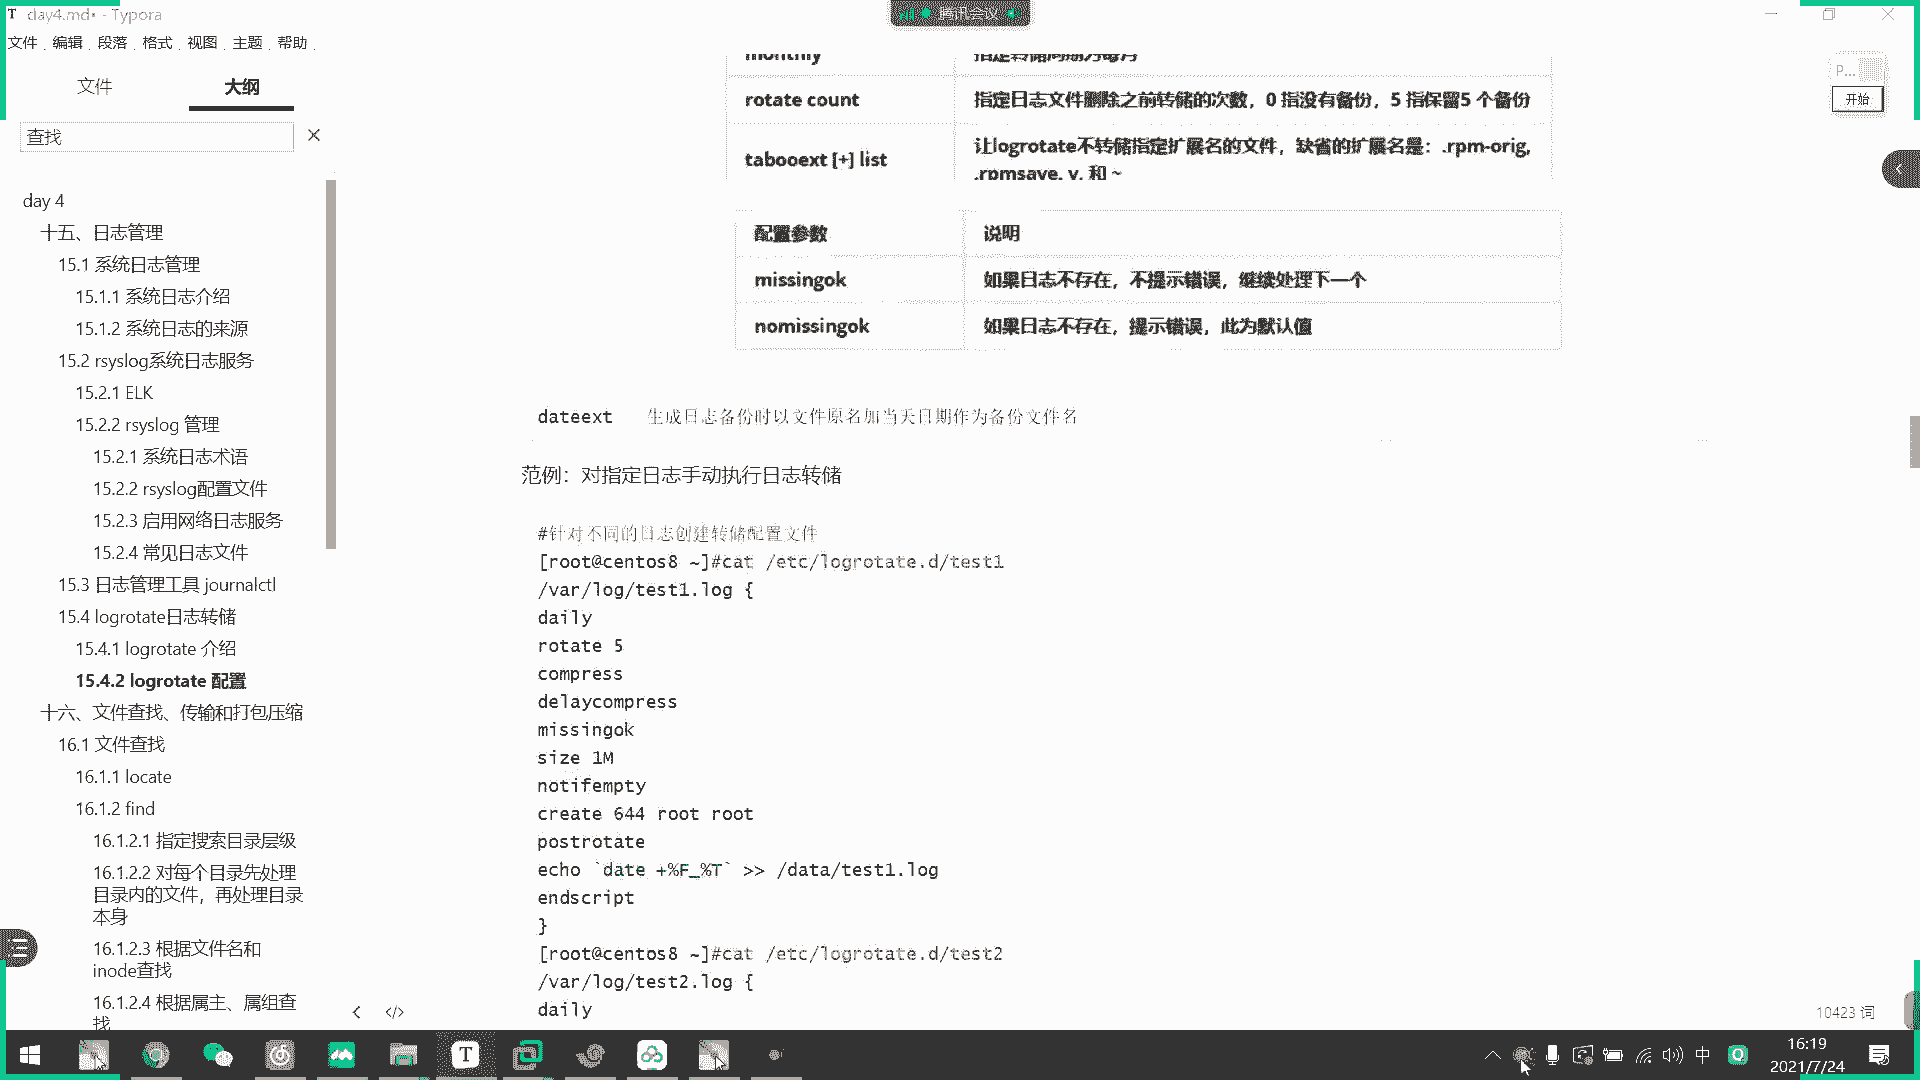 day4.md• - Typora
腾讯会议
文件 编辑 段落 格式 视图 主题 帮助
文件
大纲
查找
day 4
十五、日志管理
15.1 系统日志管理
15.1.1 系统日志介绍
15.1.2 系统日志的来源
15.2 rsyslog系统日志服务
15.2.1 ELK
15.2.2 rsyslog 管理
15.2.1 系统日志术语
15.2.2 rsyslog配置文件
15.2.3 启用网络日志服务
15.2.4 常见日志文件
15.3 日志管理工具 journalctl
15.4 logrotate日志转储
15.4.1 logrotate 介绍
15.4.2 logrotate 配置
十六、文件查找、传输和打包压缩
16.1 文件查找
16.1.1 locate
16.1.2 find
16.1.2.1 指定搜索目录层级
16.1.2.2 对每个目录先处理
目录内的文件，再处理目录
本身
16.1.2.3 根据文件名和
inode查找
16.1.2.4 根据属主、属组查
找
monthly 指定转储周期为每月
rotate count 指定日志文件删除之前转储的次数，0 指没有备份，5 指保留5 个备份
tabooext [+] list 让logrotate不转储指定扩展名的文件，缺省的扩展名是：.rpm-orig,
.rpmsave, v, 和 ~
配置参数 说明
missingok 如果日志不存在，不提示错误，继续处理下一个
nomissingok 如果日志不存在，提示错误，此为默认值
dateext 生成日志备份时以文件原名加当天日期作为备份文件名
范例：对指定日志手动执行日志转储
#针对不同的日志创建转储配置文件
[root@centos8 ~]#cat /etc/logrotate.d/test1
/var/log/test1.log {
daily
rotate 5
compress
delaycompress
missingok
size 1M
notifempty
create 644 root root
postrotate
echo `date +%F_%T` >> /data/test1.log
endscript
}
[root@centos8 ~]#cat /etc/logrotate.d/test2
/var/log/test2.log {
daily
P...
开始
10423 词
中
16:19
2021/7/24